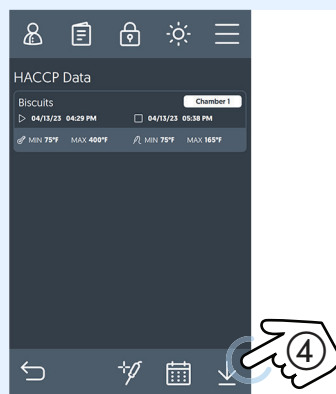 HACCP Data
Biscuits
Chamber 1
04/13/23 04:29 PM 04/13/23 05:38 PM
MIN 75°F MAX 400°F MIN 75°F MAX 165°F
4